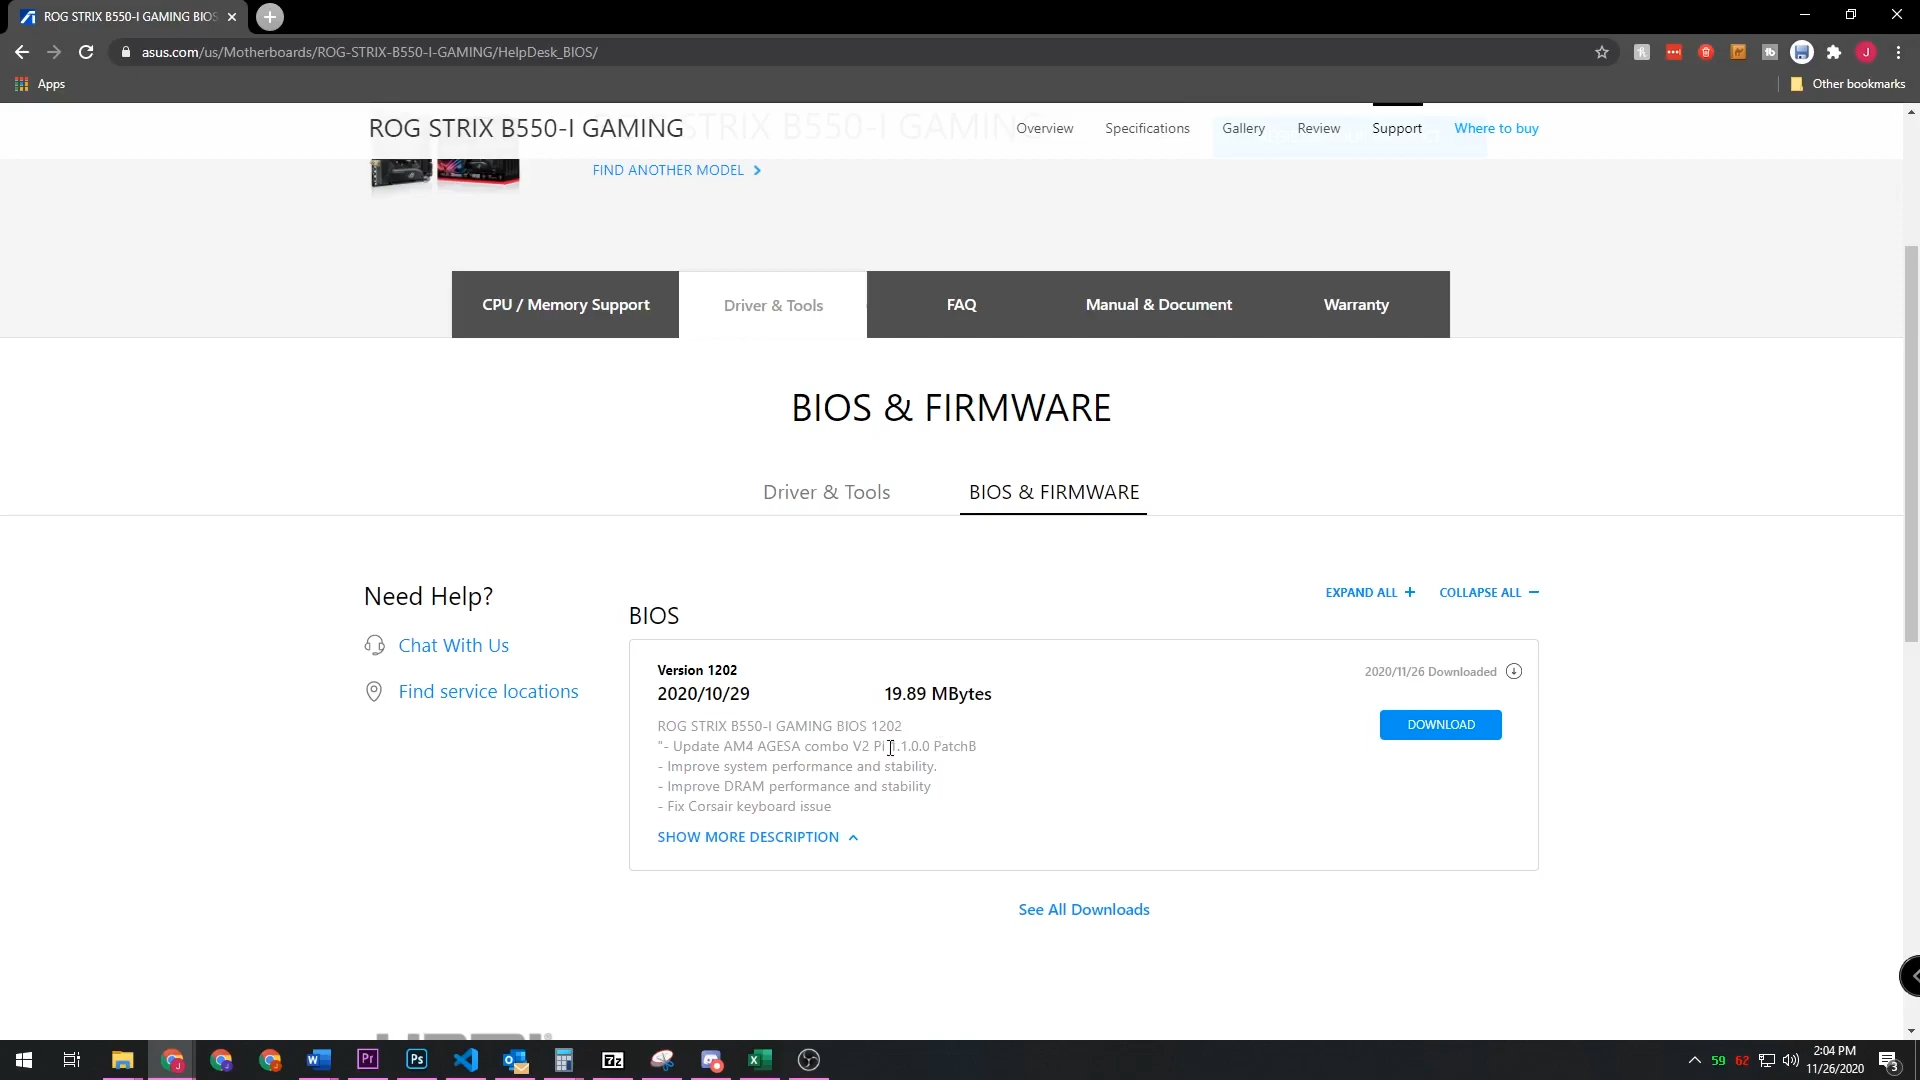 ROG STRIX B550-I GAMING BIOS
asus.com/us/Motherboards/ROG-STRIX-B550-I-GAMING/HelpDesk_BIOS/
Apps
Other bookmarks
ROG STRIX B550-I GAMING
STRIX B550-I GAMING
Overview
Specifications
Gallery
Review
Support
Where to buy
FIND ANOTHER MODEL
CPU / Memory Support
Driver & Tools
FAQ
Manual & Document
Warranty
BIOS & FIRMWARE
Driver & Tools
BIOS & FIRMWARE
Need Help?
Chat With Us
Find service locations
EXPAND ALL +
COLLAPSE ALL −
BIOS
Version 1202
2020/11/26 Downloaded
2020/10/29
19.89 MBytes
DOWNLOAD
ROG STRIX B550-I GAMING BIOS 1202
"- Update AM4 AGESA combo V2 PI 1.1.0.0 PatchB
- Improve system performance and stability.
- Improve DRAM performance and stability
- Fix Corsair keyboard issue
SHOW MORE DESCRIPTION
See All Downloads
59
62
2:04 PM
11/26/2020
3